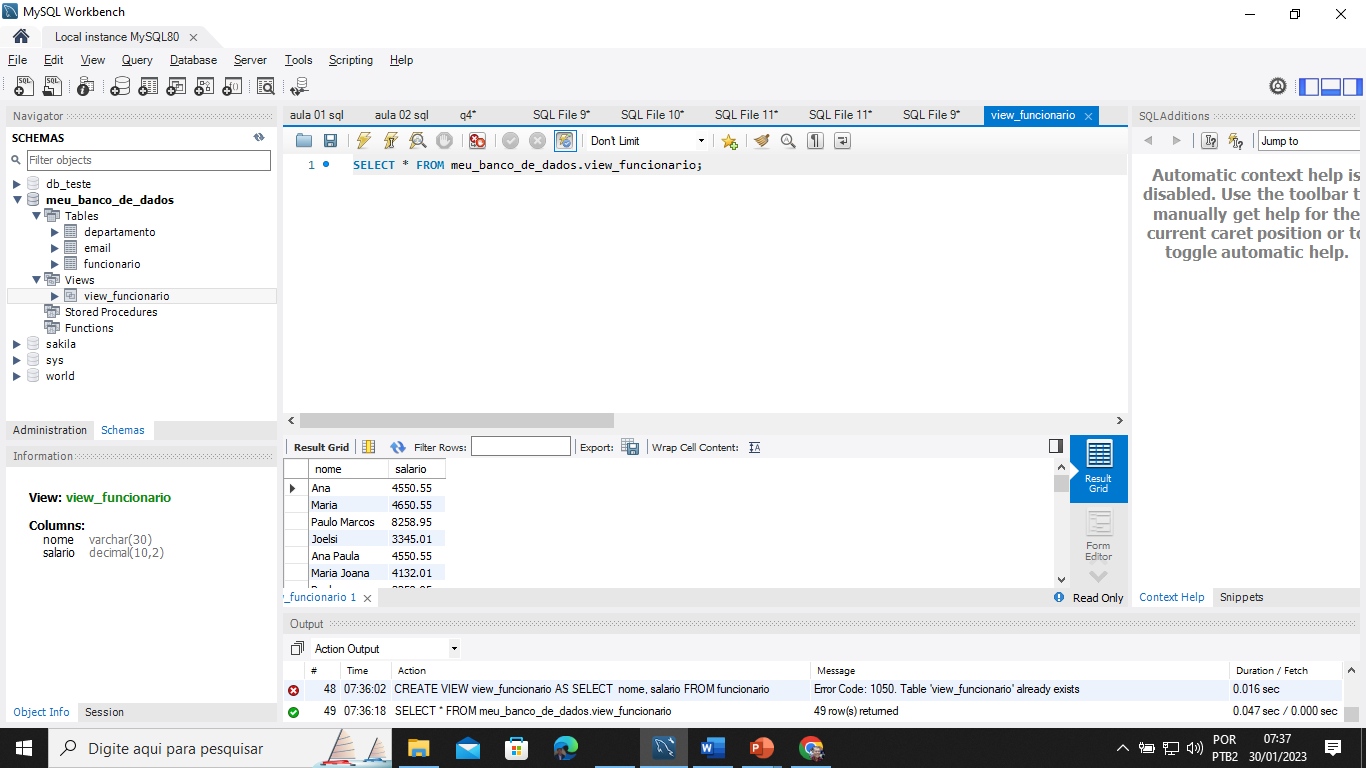 MySQL Workbench
Local instance MySQL80
File Edit View Query Database Server Tools Scripting Help
Navigator
SCHEMAS
Filter objects
db_teste
meu_banco_de_dados
Tables
departamento
email
funcionario
Views
view_funcionario
Stored Procedures
Functions
sakila
sys
world
Administration Schemas
Information
View: view_funcionario
Columns:
nome varchar(30)
salario decimal(10,2)
Object Info Session
aula 01 sql aula 02 sql q4* SQL File 9* SQL File 10* SQL File 11* SQL File 11* SQL File 9* view_funcionario
Don't Limit
1 SELECT * FROM meu_banco_de_dados.view_funcionario;
Result Grid Filter Rows: Export: Wrap Cell Content:
nome salario
Ana 4550.55
Maria 4650.55
Paulo Marcos 8258.95
Joelsi 3345.01
Ana Paula 4550.55
Maria Joana 4132.01
Result
Grid
Form
Editor
_funcionario 1 Read Only
SQLAdditions
Jump to
Automatic context help is
disabled. Use the toolbar t
manually get help for the
current caret position or to
toggle automatic help.
Context Help Snippets
Output
Action Output
# Time Action Message Duration / Fetch
48 07:36:02 CREATE VIEW view_funcionario AS SELECT nome, salario FROM funcionario Error Code: 1050. Table 'view_funcionario' already exists 0.016 sec
49 07:36:18 SELECT * FROM meu_banco_de_dados.view_funcionario 49 row(s) returned 0.047 sec / 0.000 sec
Digite aqui para pesquisar
POR
PTB2
07:37
30/01/2023